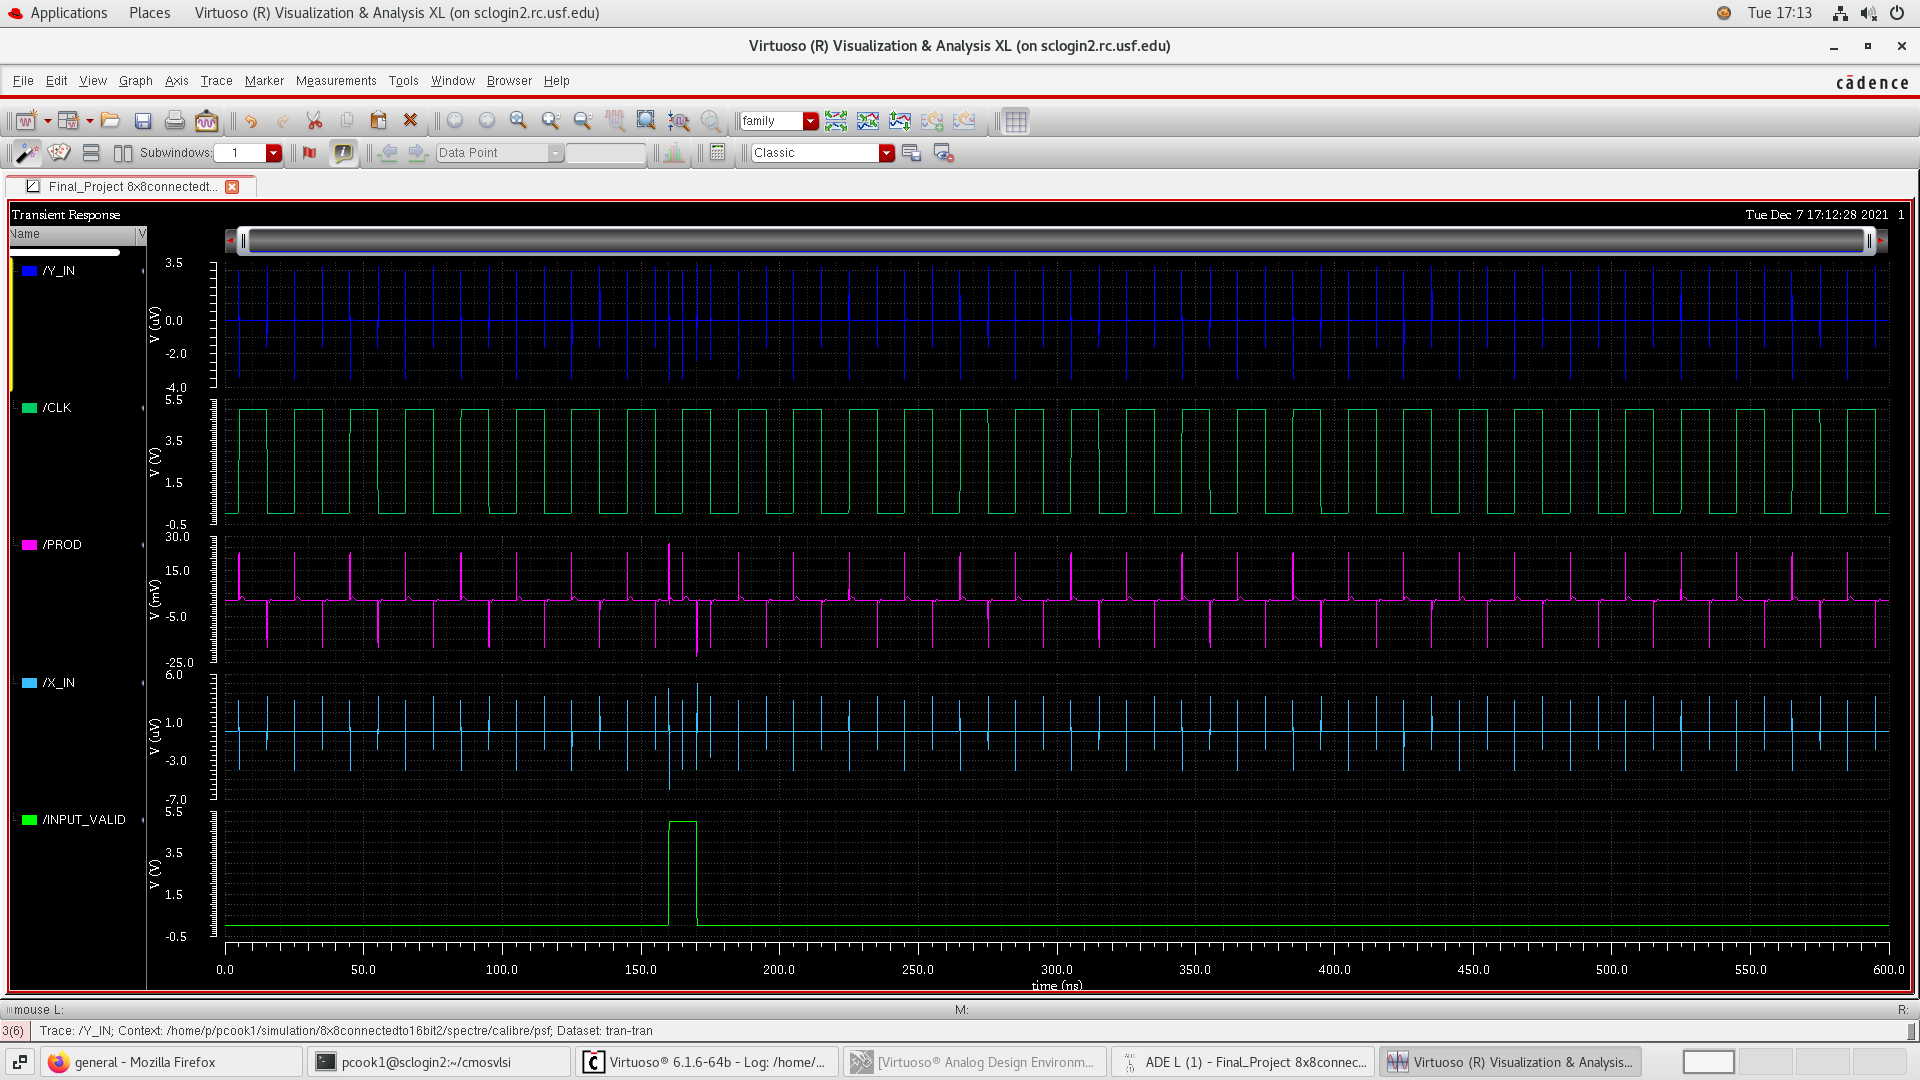 Applications Places Virtuoso (R) Visualization & Analysis XL (on sclogin2.rc.usf.edu) Tue 17:13
Virtuoso (R) Visualization & Analysis XL (on sclogin2.rc.usf.edu)
File Edit View Graph Axis Trace Marker Measurements Tools Window Browser Help cādence
family
Subwindows: 1 Data Point Classic
Final_Project 8x8connectedt...
Transient Response Tue Dec 7 17:12:28 2021 1
Name V
/Y_IN
3.5
0.0
-2.0
-4.0
V (uV)
/CLK
5.5
3.5
1.5
-0.5
V (V)
/PROD
30.0
15.0
-5.0
-25.0
V (mV)
/X_IN
6.0
1.0
-3.0
-7.0
V (uV)
/INPUT_VALID
5.5
3.5
1.5
-0.5
V (V)
0.0 50.0 100.0 150.0 200.0 250.0 300.0 350.0 400.0 450.0 500.0 550.0 600.0
time (ns)
mouse L: M: R:
3(6) Trace: /Y_IN; Context: /home/p/pcook1/simulation/8x8connectedto16bit2/spectre/calibre/psf; Dataset: tran-tran
general - Mozilla Firefox pcook1@sclogin2:~/cmosvlsi Virtuoso® 6.1.6-64b - Log: /home/... [Virtuoso® Analog Design Environm... ADE L (1) - Final_Project 8x8connec... Virtuoso (R) Visualization & Analysis...